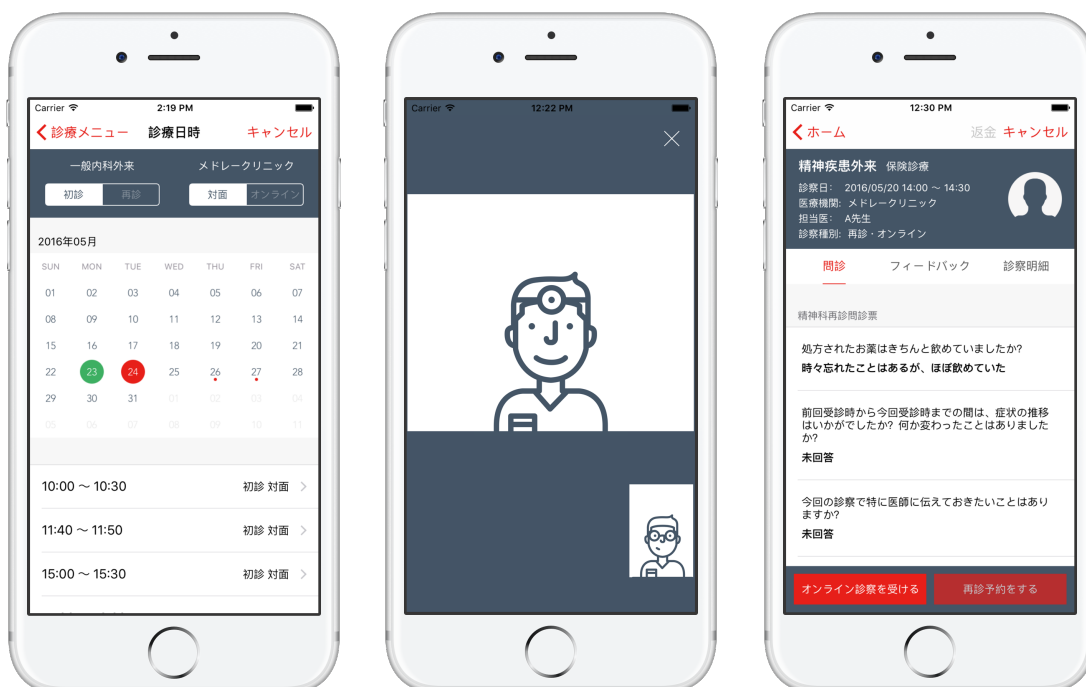 Carrier 2:19 PM
診療メニュー 診療日時 キャンセル
一般内科外来 メドレークリニック
初診 再診 対面 オンライン
2016年05月
SUN MON TUE WED THU FRI SAT
01 02 03 04 05 06 07
08 09 10 11 12 13 14
15 16 17 18 19 20 21
22 23 24 25 26 27 28
29 30 31 01 02 03 04
05 06 07 08 09 10 11
10:00 〜 10:30 初診 対面
11:40 〜 11:50 初診 対面
15:00 〜 15:30 初診 対面
Carrier 12:22 PM
Carrier 12:30 PM
ホーム 返金 キャンセル
精神疾患外来 保険診療
診察日: 2016/05/20 14:00 〜 14:30
医療機関: メドレークリニック
担当医: A先生
診察種別: 再診・オンライン
問診 フィードバック 診察明細
精神科再診問診票
処方されたお薬はきちんと飲めていましたか?
時々忘れたことはあるが、ほぼ飲めていた
前回受診時から今回受診時までの間は、症状の推移
はいかがでしたか? 何か変わったことはありました
か?
未回答
今回の診察で特に医師に伝えておきたいことはあり
ますか?
未回答
オンライン診察を受ける 再診予約をする